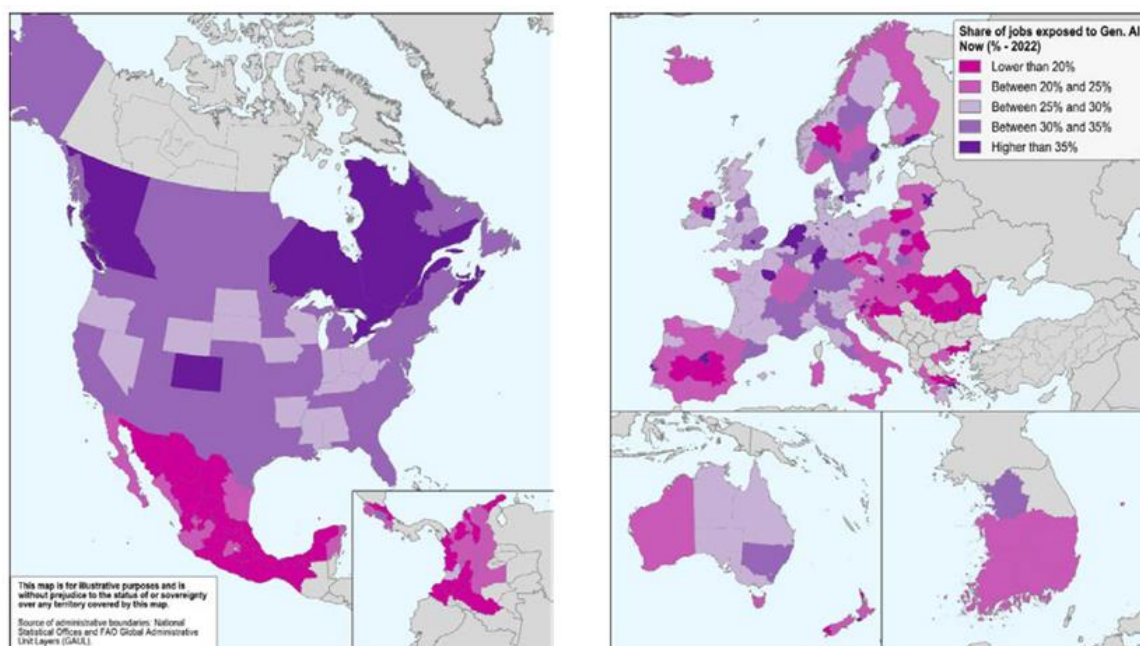 Share of jobs exposed to Gen. AI
Now (% - 2022)
Lower than 20%
Between 20% and 25%
Between 25% and 30%
Between 30% and 35%
Higher than 35%
This map is for illustrative purposes and is
without prejudice to the status of or sovereignty
over any territory covered by this map.
Source of administrative boundaries: National
Statistical Offices and FAO Global Administrative
Unit Layers (GAUL).